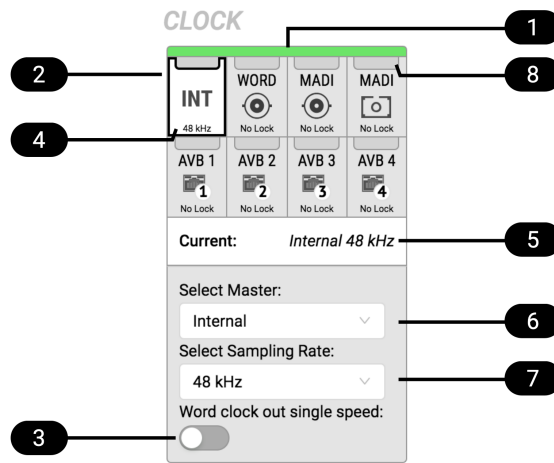 CLOCK
1
2
8
INT
WORD
MADI
MADI
4
48 kHz
No Lock
No Lock
No Lock
AVB 1
AVB 2
AVB 3
AVB 4
1
2
3
4
No Lock
No Lock
No Lock
No Lock
Current:
Internal 48 kHz
5
Select Master:
Internal
6
Select Sampling Rate:
48 kHz
7
Word clock out single speed:
3